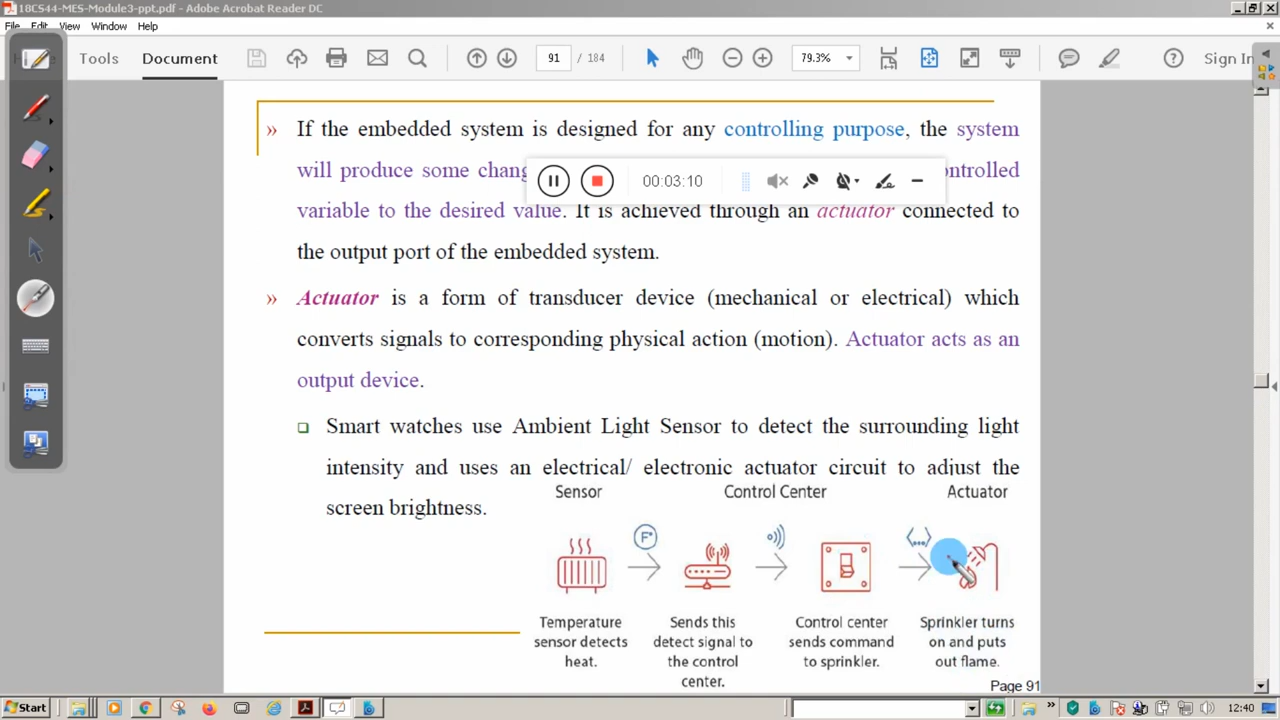 18CS44-MES-Module3-ppt.pdf - Adobe Acrobat Reader DC
File Edit View Window Help
Tools Document 91 / 184 79.3% Sign In
» If the embedded system is designed for any controlling purpose, the system
will produce some chang ontrolled
00:03:10
variable to the desired value. It is achieved through an actuator connected to
the output port of the embedded system.
» Actuator is a form of transducer device (mechanical or electrical) which
converts signals to corresponding physical action (motion). Actuator acts as an
output device.
❑ Smart watches use Ambient Light Sensor to detect the surrounding light
intensity and uses an electrical/ electronic actuator circuit to adjust the
screen brightness.
Sensor Control Center Actuator
F°
Temperature
sensor detects
heat.
Sends this
detect signal to
the control
center.
Control center
sends command
to sprinkler.
Sprinkler turns
on and puts
out flame.
Page 91
Start
12:40